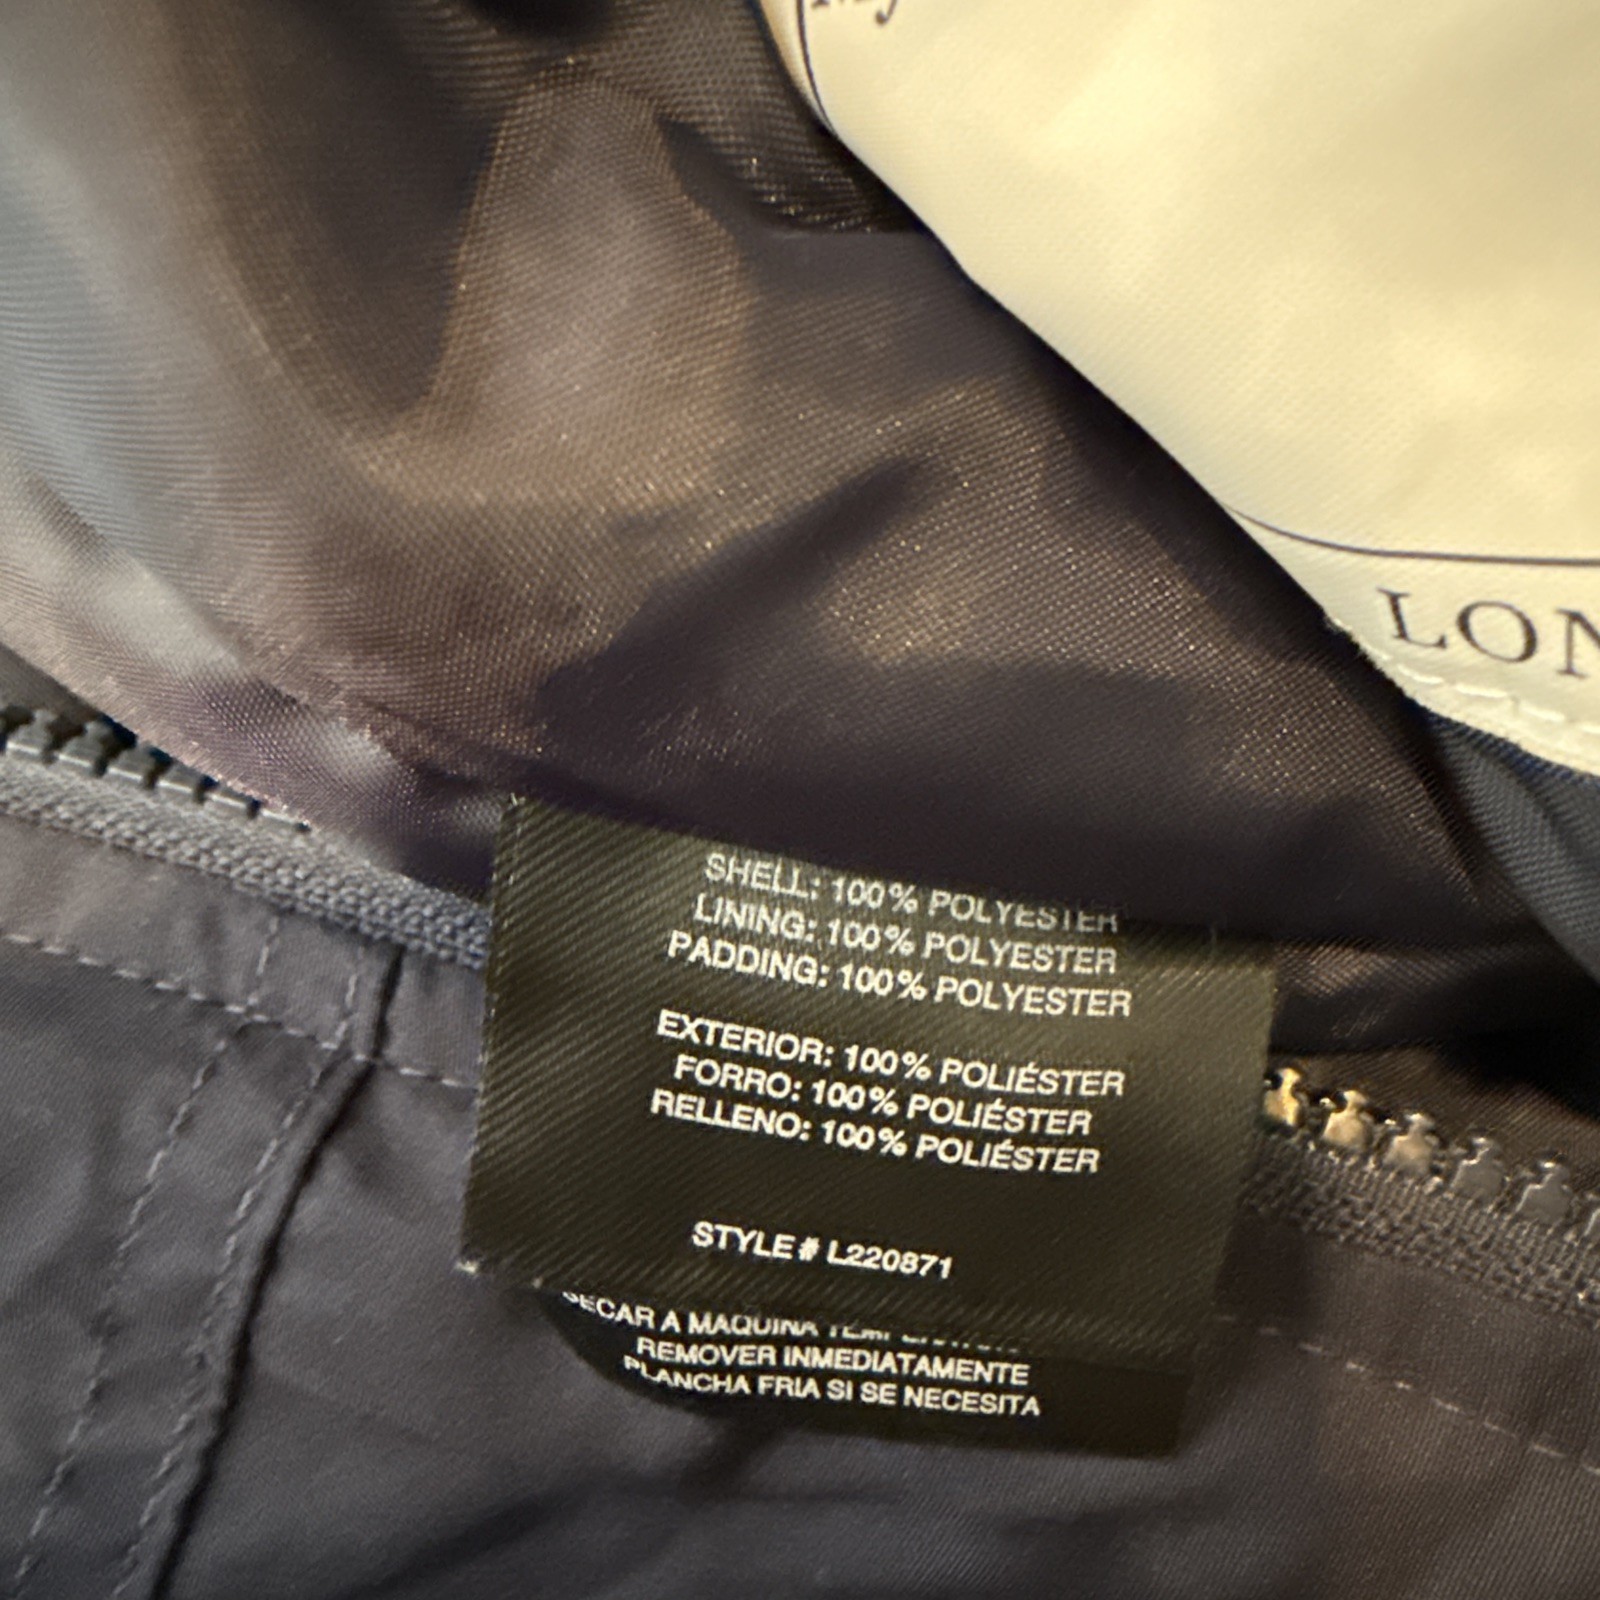 LON
SHELL: 100% POLYESTER
LINING: 100% POLYESTER
PADDING: 100% POLYESTER
EXTERIOR: 100% POLIÉSTER
FORRO: 100% POLIÉSTER
RELLENO: 100% POLIÉSTER
STYLE# L220871
SECAR A MAQUINA
REMOVER INMEDIATAMENTE
PLANCHA FRIA SI SE NECESITA